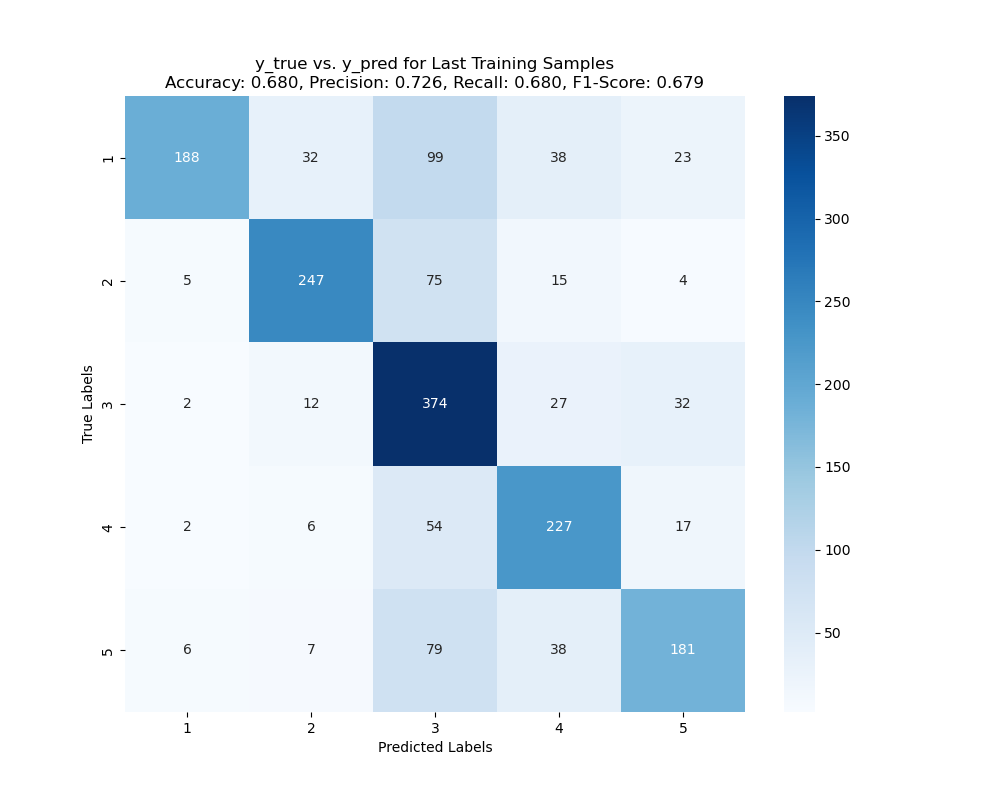 y_true vs. y_pred for Last Training Samples
Accuracy: 0.680, Precision: 0.726, Recall: 0.680, F1-Score: 0.679
1 188 32 99 38 23
2 5 247 75 15 4
3 2 12 374 27 32
4 2 6 54 227 17
5 6 7 79 38 181
1 2 3 4 5
Predicted Labels
True Labels
350
300
250
200
150
100
50